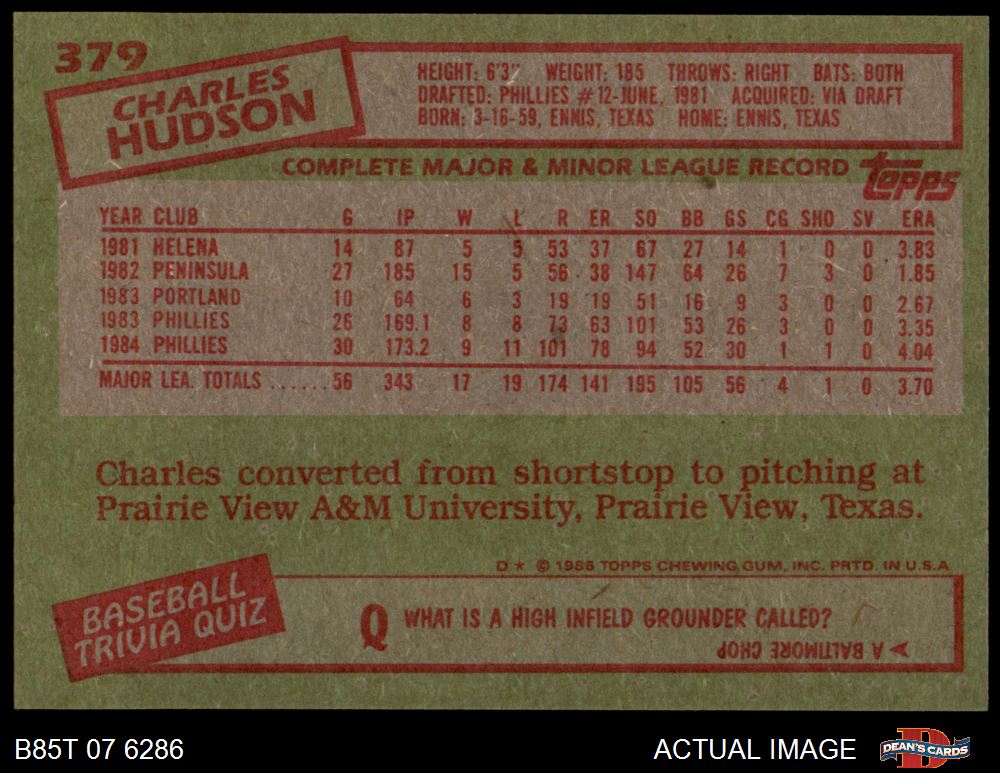 379
CHARLES
HUDSON
HEIGHT: 6'3" WEIGHT: 185 THROWS: RIGHT BATS: BOTH
DRAFTED: PHILLIES #12-JUNE, 1981 ACQUIRED: VIA DRAFT
BORN: 3-16-59, ENNIS, TEXAS HOME: ENNIS, TEXAS
COMPLETE MAJOR & MINOR LEAGUE RECORD topps
YEAR CLUB G IP W L R ER SO BB GS CG SHO SV ERA
1981 HELENA 14 87 5 5 53 37 67 27 14 1 0 0 3.83
1982 PENINSULA 27 185 15 5 56 38 147 64 26 7 3 0 1.85
1983 PORTLAND 10 64 6 3 19 19 51 16 9 3 0 0 2.67
1983 PHILLIES 26 169.1 8 8 73 63 101 53 26 3 0 0 3.35
1984 PHILLIES 30 173.2 9 11 101 78 94 52 30 1 1 0 4.04
MAJOR LEA. TOTALS ...... 56 343 17 19 174 141 195 105 56 4 1 0 3.70
Charles converted from shortstop to pitching at
Prairie View A&M University, Prairie View, Texas.
D * © 1985 TOPPS CHEWING GUM, INC. PRTD. IN U.S.A.
BASEBALL
TRIVIA QUIZ
Q WHAT IS A HIGH INFIELD GROUNDER CALLED?
A BALTIMORE CHOP
B85T 07 6286 ACTUAL IMAGE DEAN'S CARDS